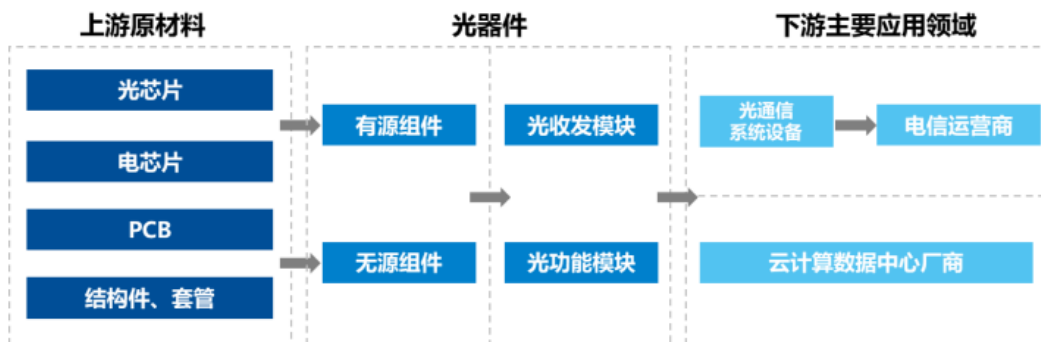 上游原材料
光器件
下游主要应用领域
光芯片
电芯片
PCB
结构件、套管
有源组件
无源组件
光收发模块
光功能模块
光通信
系统设备
电信运营商
云计算数据中心厂商